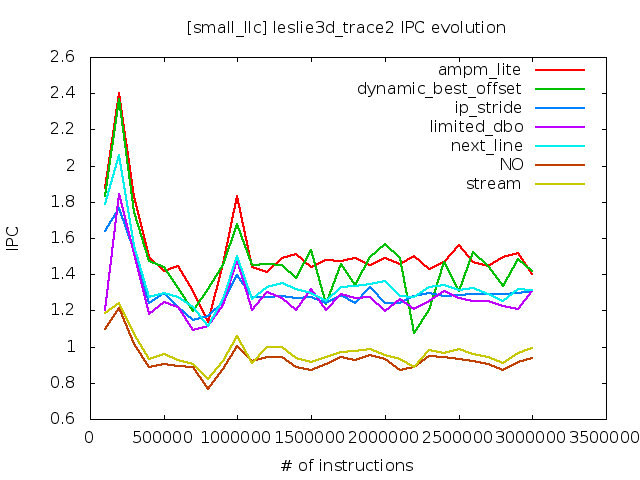 [small_llc] leslie3d_trace2 IPC evolution
2.6
2.4
2.2
2
1.8
1.6
1.4
1.2
1
0.8
0.6
IPC
ampm_lite
dynamic_best_offset
ip_stride
limited_dbo
next_line
NO
stream
0 500000 1000000 1500000 2000000 2500000 3000000 3500000
# of instructions